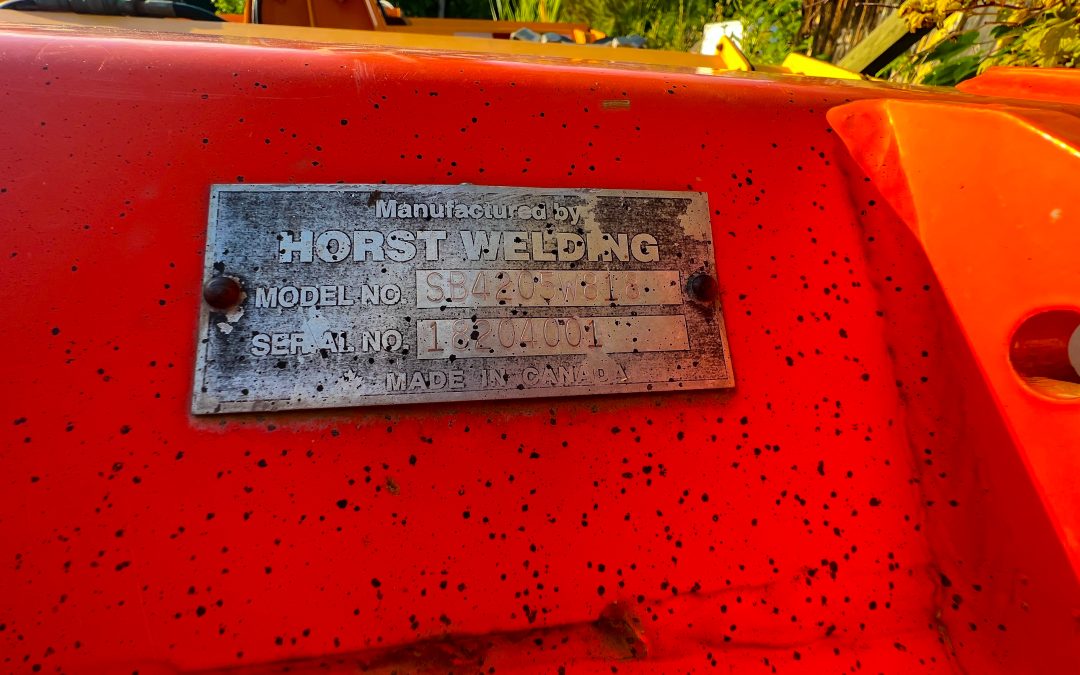 Manufactured by
HORST WELDING
MODEL NO.
SERIAL NO. 18204001
MADE IN CANADA